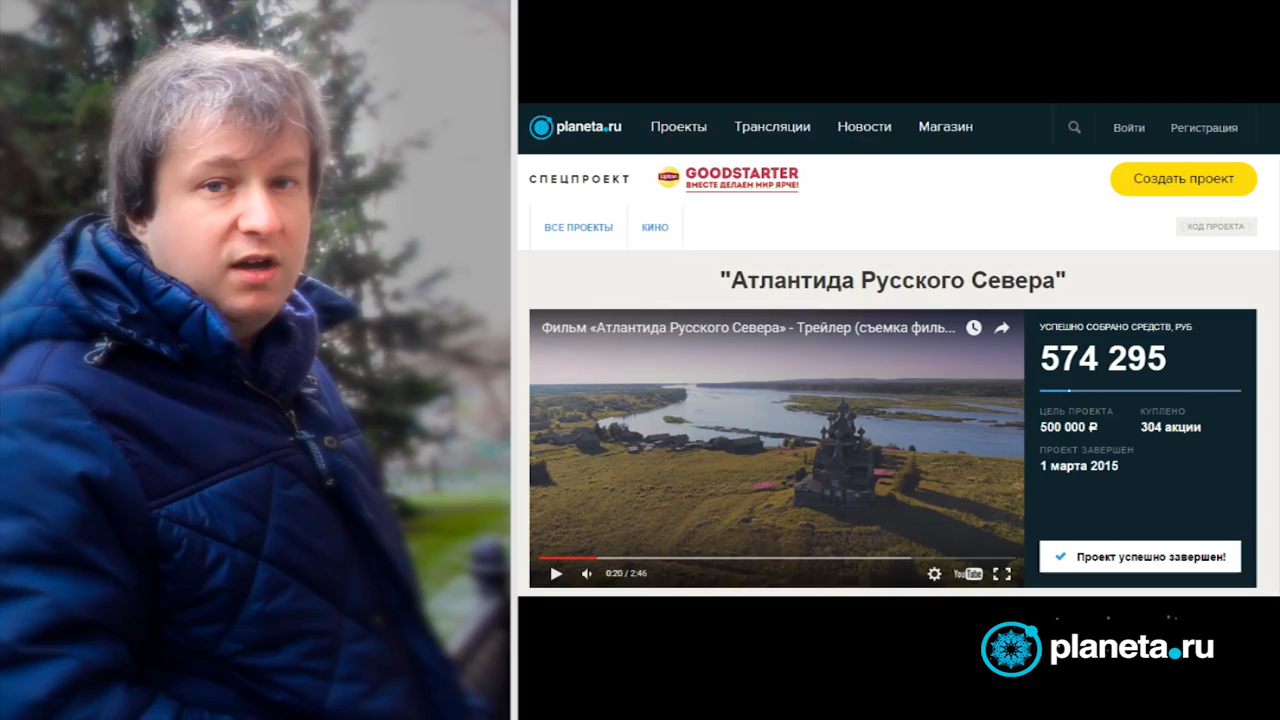 planeta.ru
Проекты
Трансляции
Новости
Магазин
Войти
Регистрация
СПЕЦПРОЕКТ
Lipton
GOODSTARTER
ВМЕСТЕ ДЕЛАЕМ МИР ЯРЧЕ!
Создать проект
ВСЕ ПРОЕКТЫ
КИНО
КОД ПРОЕКТА
"Атлантида Русского Севера"
Фильм «Атлантида Русского Севера» - Трейлер (съемка филь...
УСПЕШНО СОБРАНО СРЕДСТВ, РУБ
574 295
ЦЕЛЬ ПРОЕКТА
КУПЛЕНО
500 000 ₽
304 акции
ПРОЕКТ ЗАВЕРШЕН
1 марта 2015
Проект успешно завершен!
0:20 / 2:46
YouTube
planeta.ru